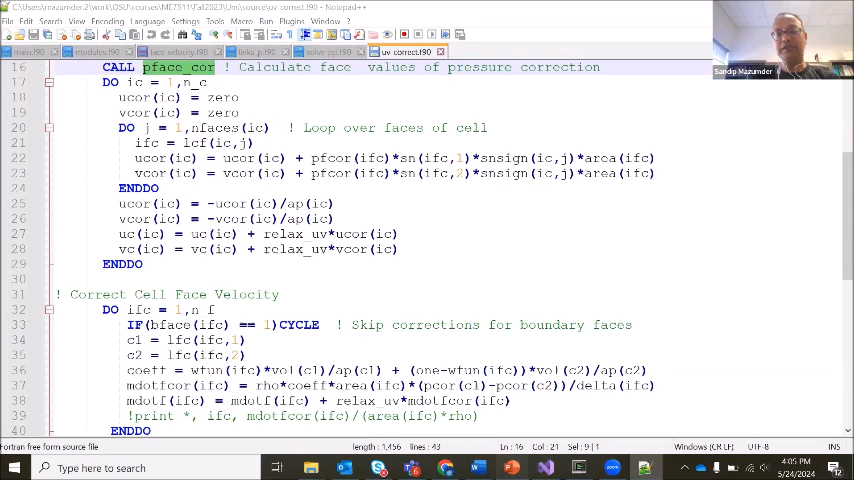 C:\Users\mazumder.2\work\OSU\Courses\ME7511\Fall2023\Uns\source\uv_correct.f90 - Notepad++
File Edit Search View Encoding Language Settings Tools Macro Run Plugins Window ?
main.f90 modules.f90 face_velocity.f90 links_p.f90 solve_pp.f90 uv_correct.f90
16 CALL pface_cor ! Calculate face values of pressure correction
17 DO ic = 1,n_c
18 ucor(ic) = zero
19 vcor(ic) = zero
20 DO j = 1,nfaces(ic) ! Loop over faces of cell
21 ifc = lcf(ic,j)
22 ucor(ic) = ucor(ic) + pfcor(ifc)*sn(ifc,1)*snsign(ic,j)*area(ifc)
23 vcor(ic) = vcor(ic) + pfcor(ifc)*sn(ifc,2)*snsign(ic,j)*area(ifc)
24 ENDDO
25 ucor(ic) = -ucor(ic)/ap(ic)
26 vcor(ic) = -vcor(ic)/ap(ic)
27 uc(ic) = uc(ic) + relax_uv*ucor(ic)
28 vc(ic) = vc(ic) + relax_uv*vcor(ic)
29 ENDDO
30
31 ! Correct Cell Face Velocity
32 DO ifc = 1,n_f
33 IF(bface(ifc) == 1)CYCLE ! Skip corrections for boundary faces
34 c1 = lfc(ifc,1)
35 c2 = lfc(ifc,2)
36 coeff = wfun(ifc)*vol(c1)/ap(c1) + (one-wfun(ifc))*vol(c2)/ap(c2)
37 mdotfcor(ifc) = rho*coeff*area(ifc)*(pcor(c1)-pcor(c2))/delta(ifc)
38 mdotf(ifc) = mdotf(ifc) + relax_uv*mdotfcor(ifc)
39 !print *, ifc, mdotfcor(ifc)/(area(ifc)*rho)
40 ENDDO
Sandip Mazumder
Fortran free form source file length : 1,456 lines : 43 Ln : 16 Col : 21 Sel : 9 | 1 Windows (CR LF) UTF-8 INS
Type here to search
4:05 PM
5/24/2024
12